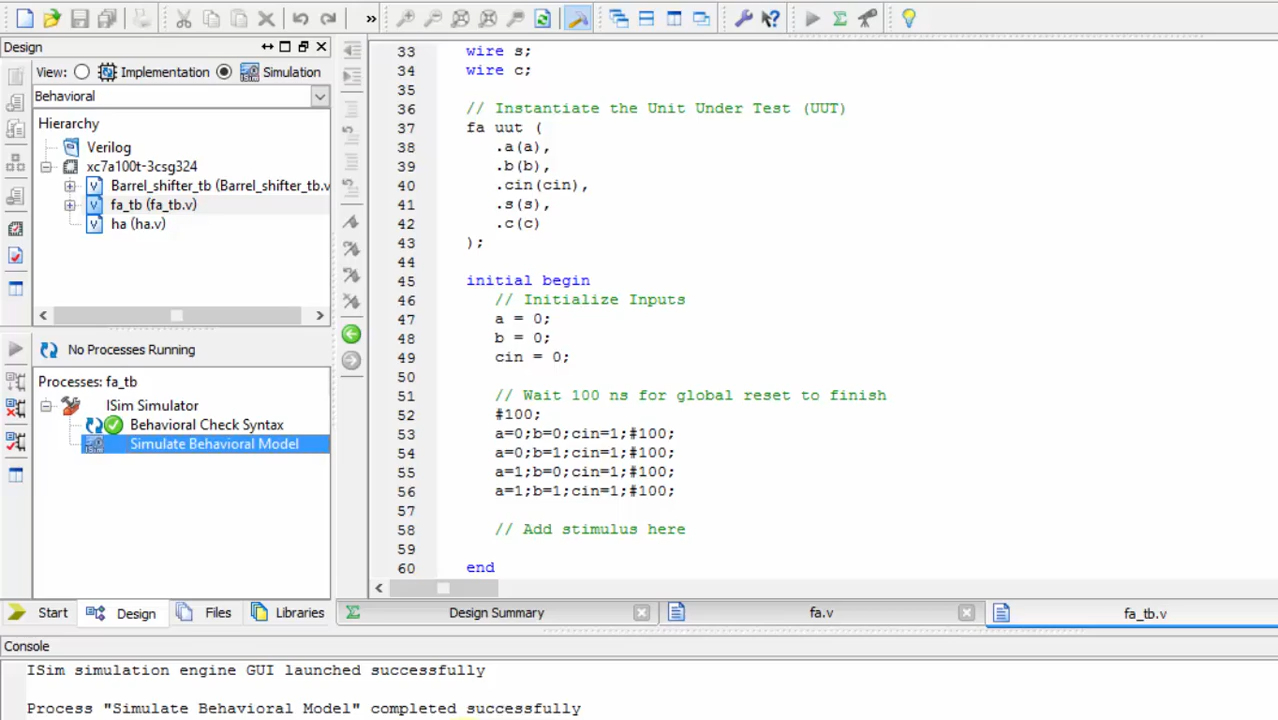 »
Design
View: Implementation Simulation
Behavioral
Hierarchy
Verilog
xc7a100t-3csg324
Barrel_shifter_tb (Barrel_shifter_tb.v
fa_tb (fa_tb.v)
ha (ha.v)
No Processes Running
Processes: fa_tb
ISim Simulator
Behavioral Check Syntax
Simulate Behavioral Model
Start
Design
Files
Libraries
33 wire s;
34 wire c;
35
36 // Instantiate the Unit Under Test (UUT)
37 fa uut (
38 .a(a),
39 .b(b),
40 .cin(cin),
41 .s(s),
42 .c(c)
43 );
44
45 initial begin
46 // Initialize Inputs
47 a = 0;
48 b = 0;
49 cin = 0;
50
51 // Wait 100 ns for global reset to finish
52 #100;
53 a=0;b=0;cin=1;#100;
54 a=0;b=1;cin=1;#100;
55 a=1;b=0;cin=1;#100;
56 a=1;b=1;cin=1;#100;
57
58 // Add stimulus here
59
60 end
Design Summary
fa.v
fa_tb.v
Console
ISim simulation engine GUI launched successfully
Process "Simulate Behavioral Model" completed successfully